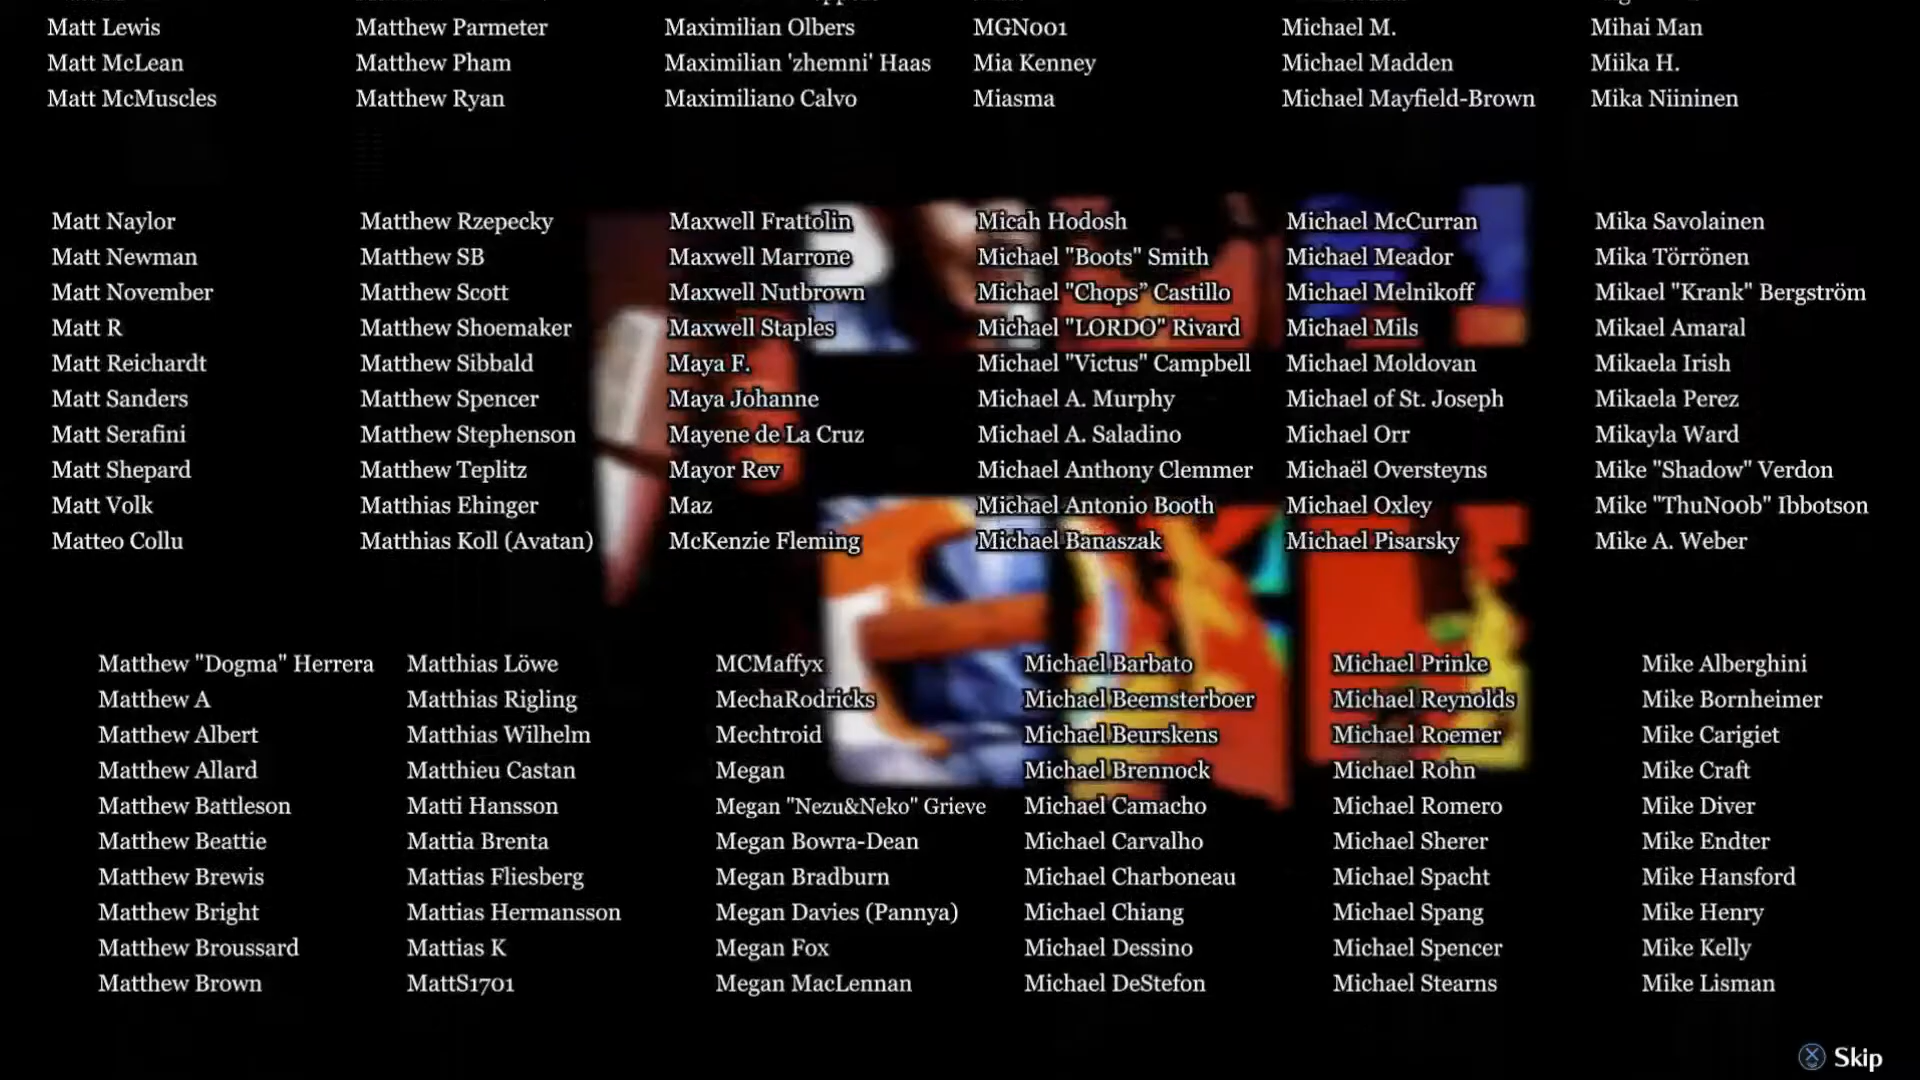 Matt Lewis
Matt McLean
Matt McMuscles
Matthew Parmeter
Matthew Pham
Matthew Ryan
Maximilian Olbers
Maximilian 'zhemni' Haas
Maximiliano Calvo
MGN001
Mia Kenney
Miasma
Michael M.
Michael Madden
Michael Mayfield-Brown
Mihai Man
Miika H.
Mika Niininen
Matt Naylor
Matt Newman
Matt November
Matt R
Matt Reichardt
Matt Sanders
Matt Serafini
Matt Shepard
Matt Volk
Matteo Collu
Matthew Rzepecky
Matthew SB
Matthew Scott
Matthew Shoemaker
Matthew Sibbald
Matthew Spencer
Matthew Stephenson
Matthew Teplitz
Matthias Ehinger
Matthias Koll (Avatan)
Maxwell Frattolin
Maxwell Marrone
Maxwell Nutbrown
Maxwell Staples
Maya F.
Maya Johanne
Mayene de La Cruz
Mayor Rev
Maz
McKenzie Fleming
Micah Hodosh
Michael "Boots" Smith
Michael "Chops" Castillo
Michael "LORDO" Rivard
Michael "Victus" Campbell
Michael A. Murphy
Michael A. Saladino
Michael Anthony Clemmer
Michael Antonio Booth
Michael Banaszak
Michael McCurran
Michael Meador
Michael Melnikoff
Michael Mils
Michael Moldovan
Michael of St. Joseph
Michael Orr
Michaël Oversteyns
Michael Oxley
Michael Pisarsky
Mika Savolainen
Mika Törrönen
Mikael "Krank" Bergström
Mikael Amaral
Mikaela Irish
Mikaela Perez
Mikayla Ward
Mike "Shadow" Verdon
Mike "ThuNoob" Ibbotson
Mike A. Weber
Matthew "Dogma" Herrera
Matthew A
Matthew Albert
Matthew Allard
Matthew Battleson
Matthew Beattie
Matthew Brewis
Matthew Bright
Matthew Broussard
Matthew Brown
Matthias Löwe
Matthias Rigling
Matthias Wilhelm
Matthieu Castan
Matti Hansson
Mattia Brenta
Mattias Fliesberg
Mattias Hermansson
Mattias K
MattS1701
MCMaffyx
MechaRodricks
Mechtroid
Megan
Megan "Nezu&Neko" Grieve
Megan Bowra-Dean
Megan Bradburn
Megan Davies (Pannya)
Megan Fox
Megan MacLennan
Michael Barbato
Michael Beemsterboer
Michael Beurskens
Michael Brennock
Michael Camacho
Michael Carvalho
Michael Charboneau
Michael Chiang
Michael Dessino
Michael DeStefon
Michael Prinke
Michael Reynolds
Michael Roemer
Michael Rohn
Michael Romero
Michael Sherer
Michael Spacht
Michael Spang
Michael Spencer
Michael Stearns
Mike Alberghini
Mike Bornheimer
Mike Carigiet
Mike Craft
Mike Diver
Mike Endter
Mike Hansford
Mike Henry
Mike Kelly
Mike Lisman
Skip